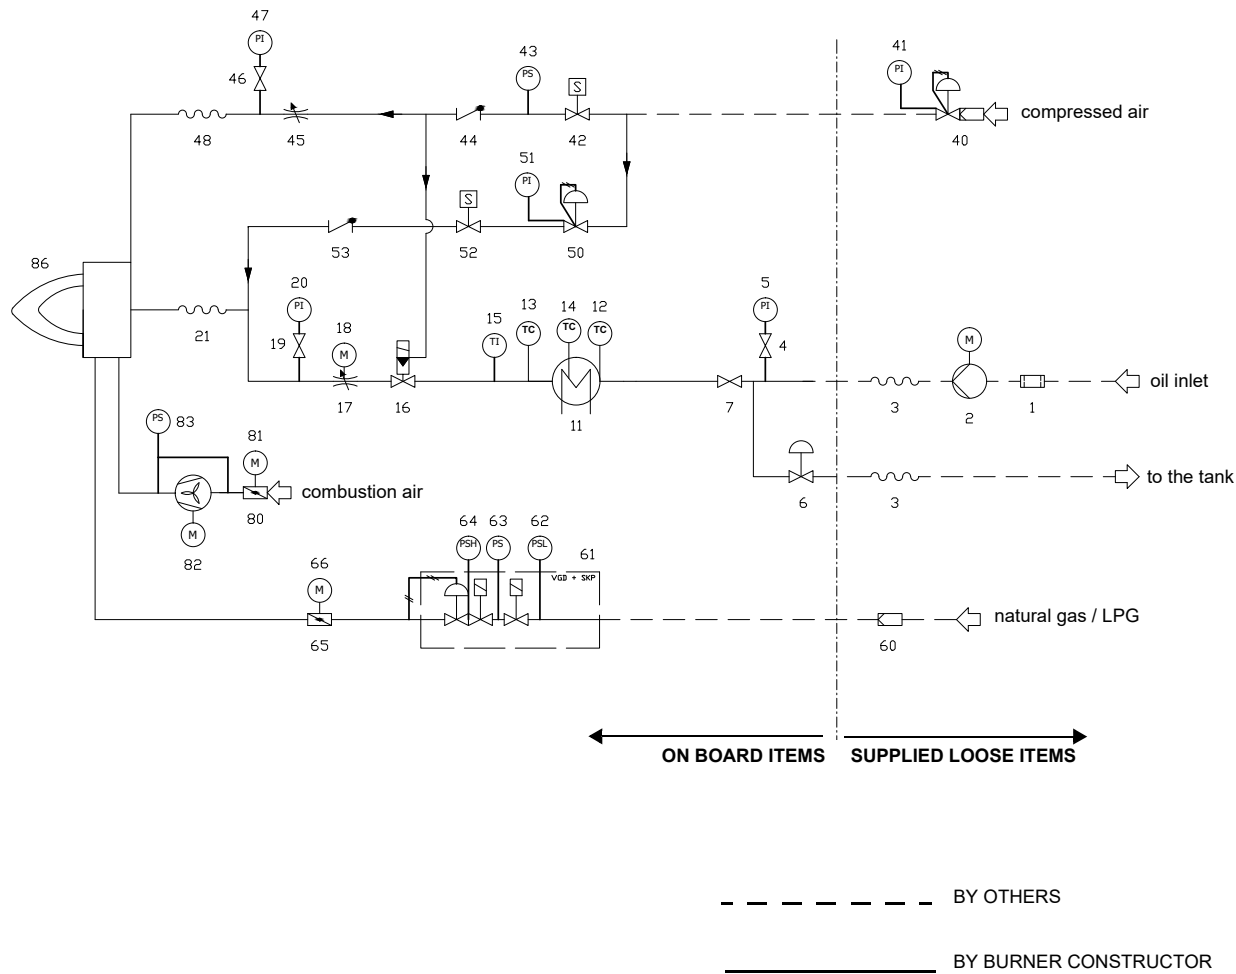 47
PI
46
48
45
44
43
PS
S
42
41
PI
40
compressed air
51
PI
S
53
52
50
86
20
PI
19
21
18
M
17
16
15
TI
13
TC
14
TC
12
TC
11
5
PI
4
7
3
M
2
1
oil inlet
6
3
to the tank
PS
83
81
M
80
combustion air
M
82
64
PSH
63
PS
62
PSL
61
VGD + SKP
66
M
65
60
natural gas / LPG
ON BOARD ITEMS
SUPPLIED LOOSE ITEMS
BY OTHERS
BY BURNER CONSTRUCTOR